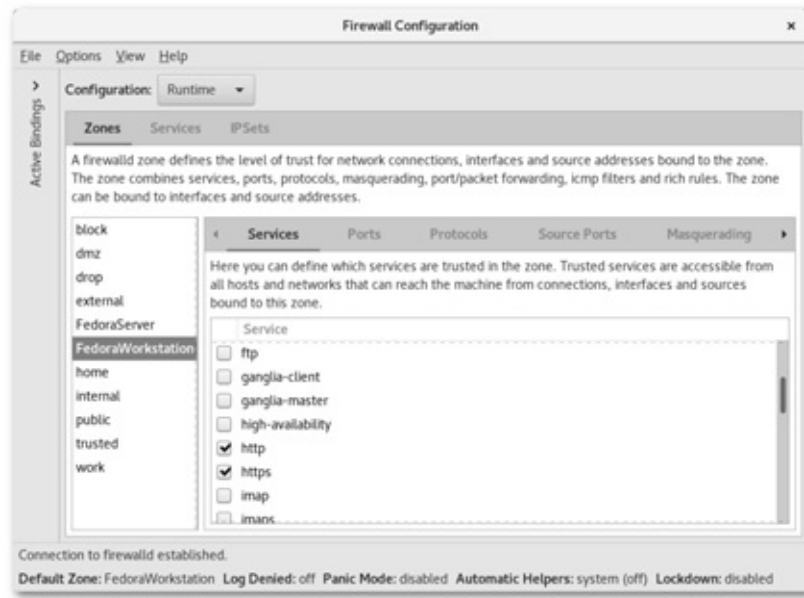 Firewall Configuration
File Options View Help
Active Bindings
Configuration: Runtime
Zones Services IPSets
A firewalld zone defines the level of trust for network connections, interfaces and source addresses bound to the zone.
The zone combines services, ports, protocols, masquerading, port/packet forwarding, icmp filters and rich rules. The zone
can be bound to interfaces and source addresses.
block
dmz
drop
external
FedoraServer
FedoraWorkstation
home
internal
public
trusted
work
Services Ports Protocols Source Ports Masquerading
Here you can define which services are trusted in the zone. Trusted services are accessible from
all hosts and networks that can reach the machine from connections, interfaces and sources
bound to this zone.
Service
ftp
ganglia-client
ganglia-master
high-availability
http
https
imap
imaps
Connection to firewalld established.
Default Zone: FedoraWorkstation Log Denied: off Panic Mode: disabled Automatic Helpers: system (off) Lockdown: disabled